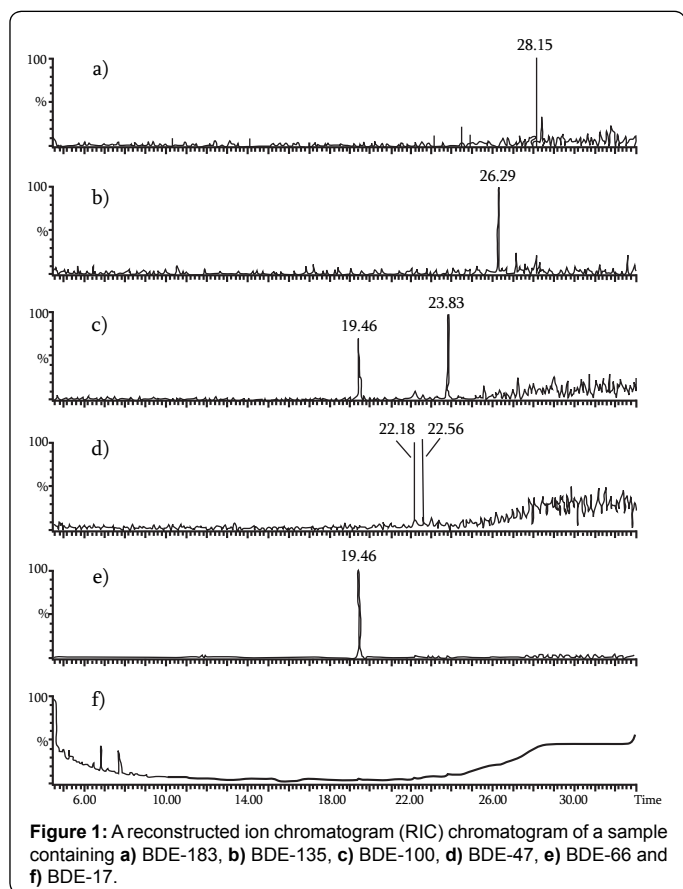 28.15
100
a)
%
26.29
100
b)
%
23.83
100
19.46
c)
%
22.18 22.56
100
d)
%
19.46
100
e)
%
100
f)
%
6.00 10.00 14.00 18.00 22.00 26.00 30.00 Time
Figure 1: A reconstructed ion chromatogram (RIC) chromatogram of a sample
containing a) BDE-183, b) BDE-135, c) BDE-100, d) BDE-47, e) BDE-66 and
f) BDE-17.